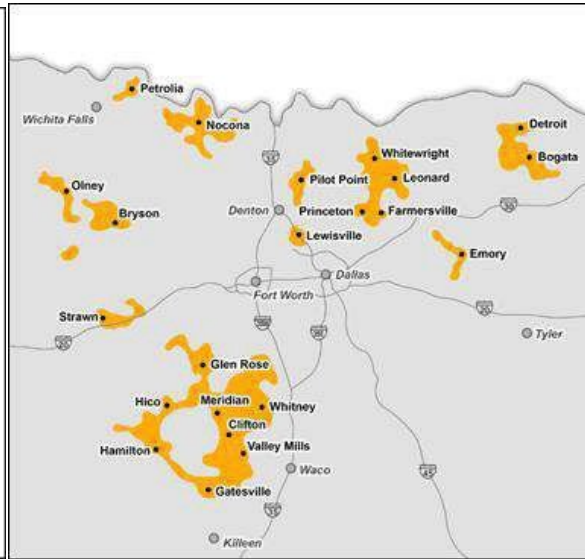 Petrolia
Wichita Falls
Nocona
Detroit
Bogata
Whitewright
Leonard
Pilot Point
Olney
Bryson
Denton
Princeton
Farmersville
30
Lewisville
Emory
Dallas
Fort Worth
Strawn
20
20
Tyler
Glen Rose
Hico
Meridian
Whitney
Clifton
Hamilton
Valley Mills
Waco
45
Gatesville
35
Killeen